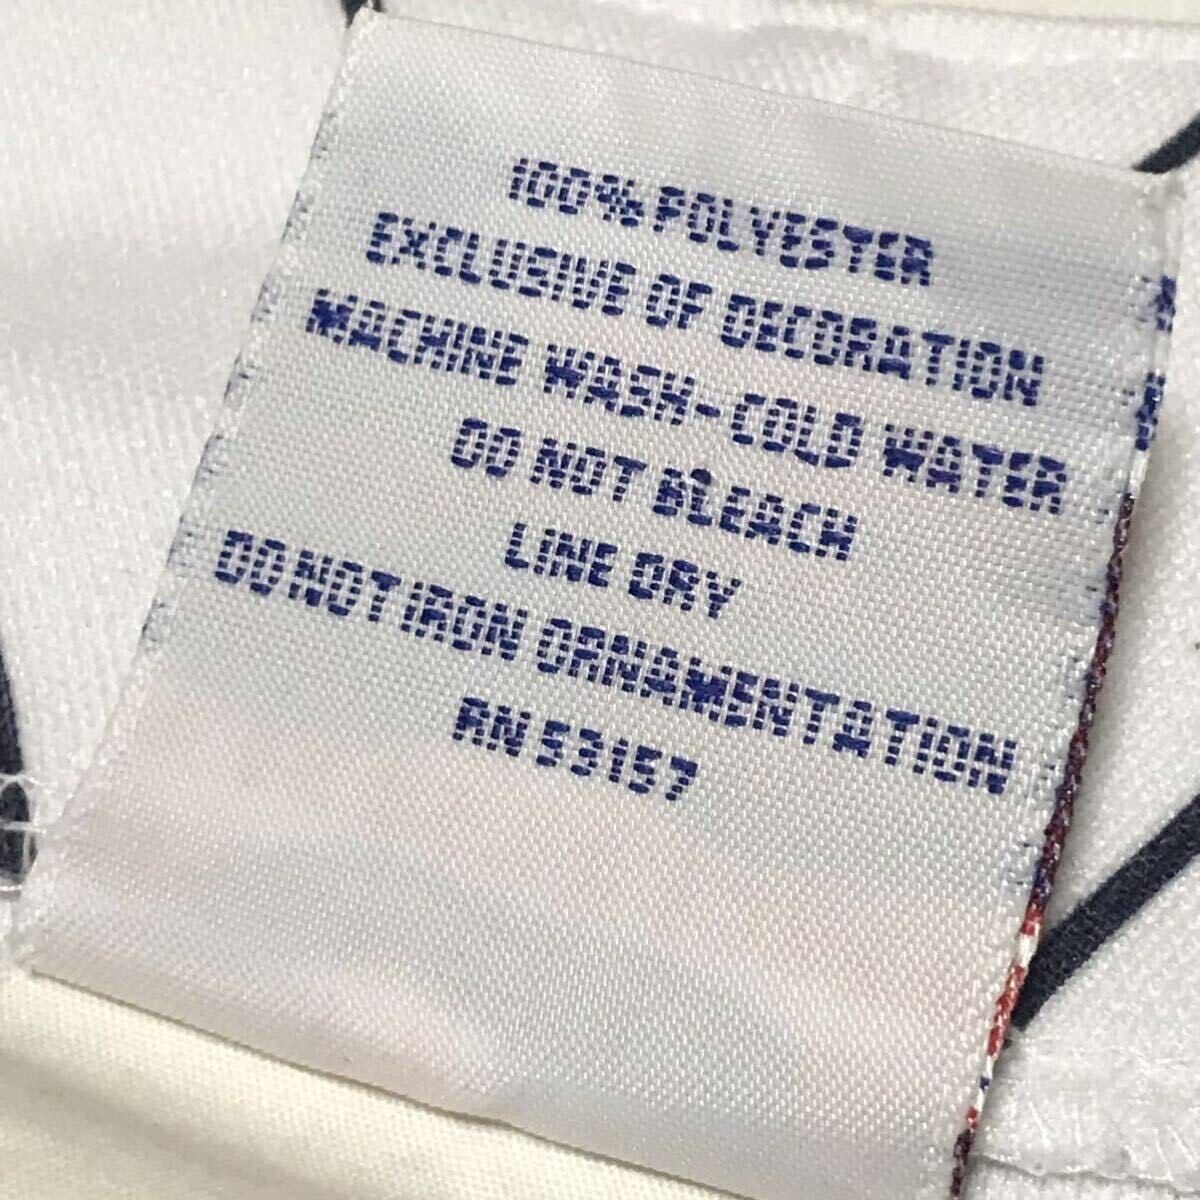 100% POLYESTER
EXCLUSIVE OF DECORATION
MACHINE WASH-COLD WATER
DO NOT BLEACH
LINE DRY
DO NOT IRON ORNAMENTATION
RN 53157